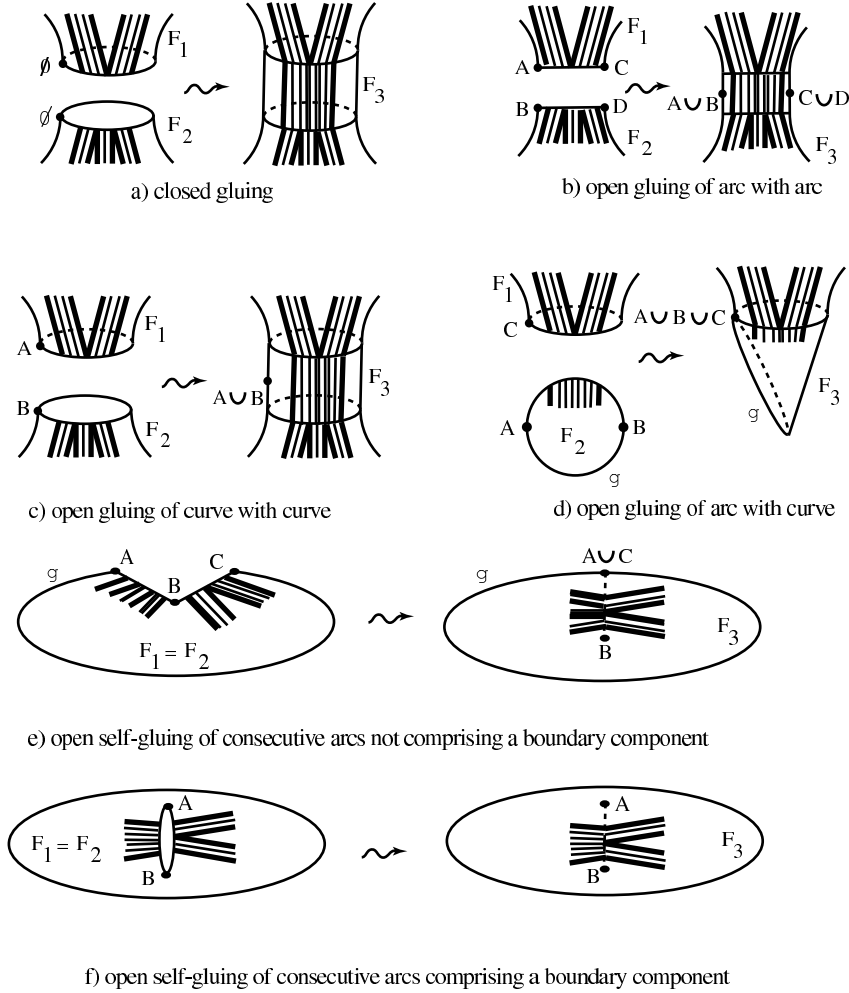 F1
∅
∅
F2
F3
a) closed gluing
F1
A C
B D
F2
A∪B C∪D
F3
b) open gluing of arc with arc
F1
A
B
F2
A∪B
F3
c) open gluing of curve with curve
F1
C
A F2 B
g
A∪B∪C
F3
g
d) open gluing of arc with curve
g A B C
F1 = F2
g A∪C
B
F3
e) open self-gluing of consecutive arcs not comprising a boundary component
A
F1 = F2
B
A
F3
B
f) open self-gluing of consecutive arcs comprising a boundary component